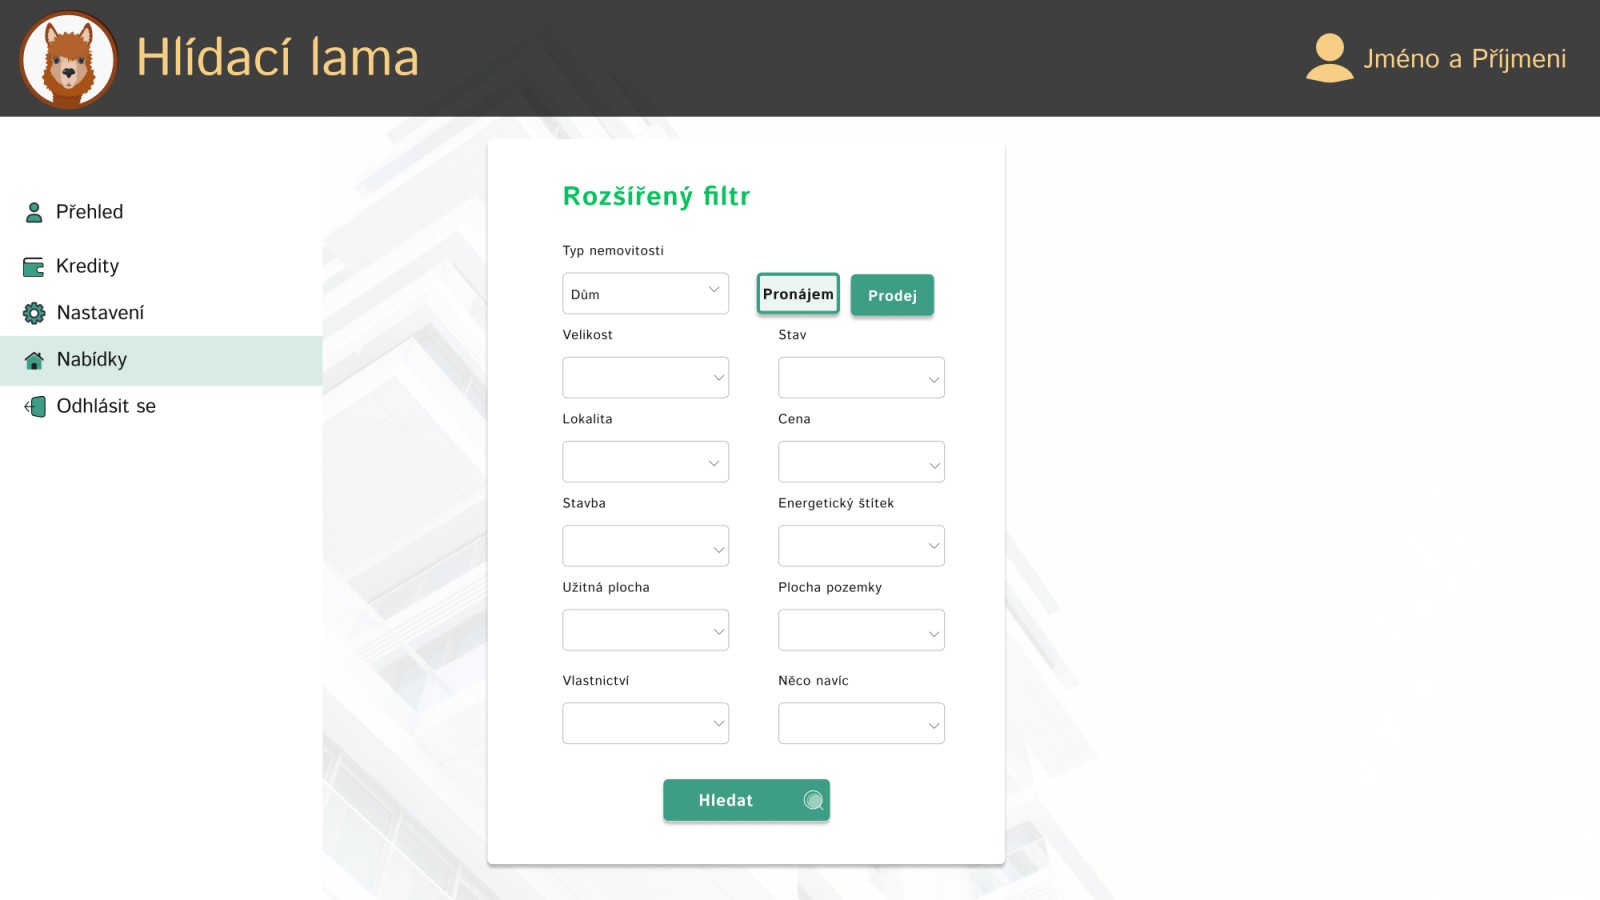 Hlídací lama
Jméno a Příjmeni
Přehled
Kredity
Nastavení
Nabídky
Odhlásit se
Rozšířený filtr
Typ nemovitosti
Dům
Pronájem
Prodej
Velikost
Stav
Lokalita
Cena
Stavba
Energetický štítek
Užitná plocha
Plocha pozemky
Vlastnictví
Něco navíc
Hledat